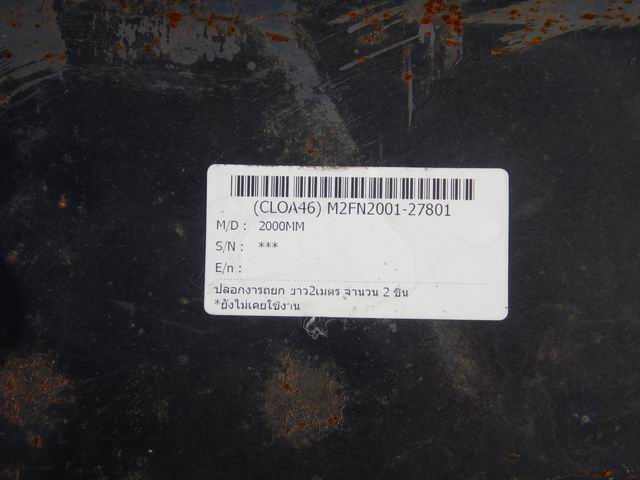 (CLOA46) M2FN2001-27801
M/D : 2000MM
S/N : ***
E/n :
ปลอกงารถยก ยาว2เมตร จำนวน 2 ชิ้น
*ยังไม่เคยใช้งาน